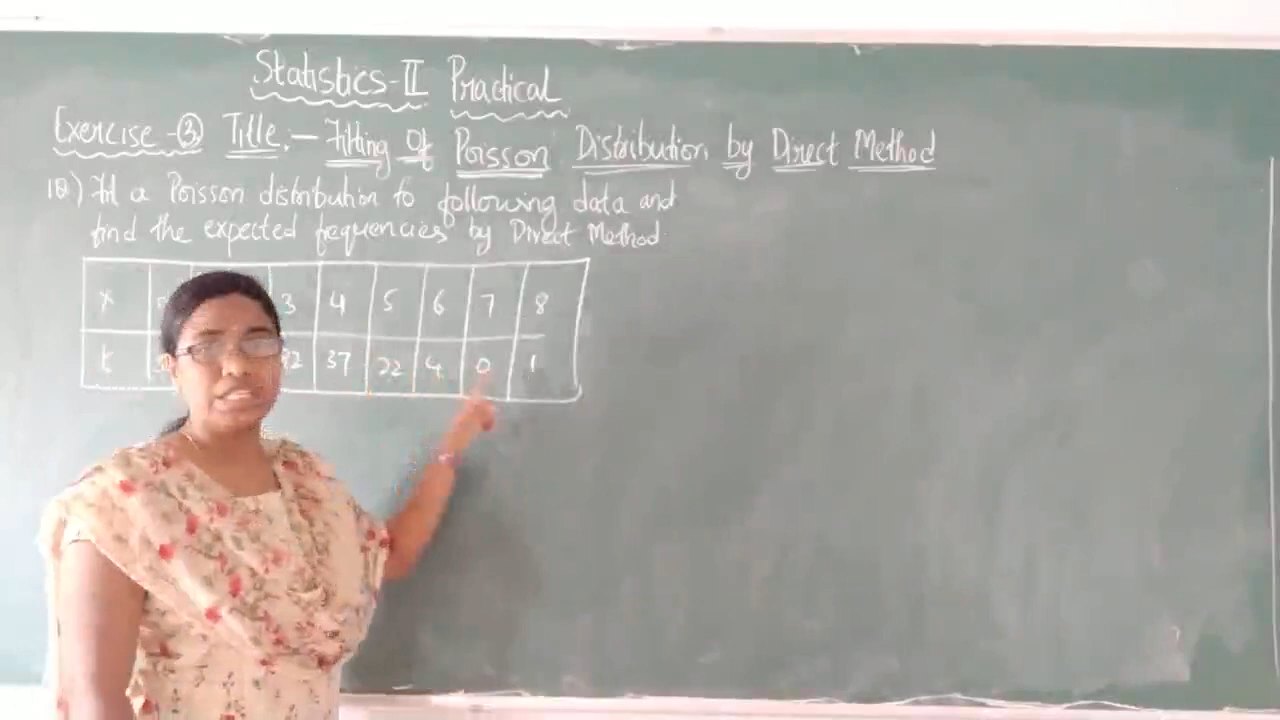 Statistics-II Practical
Exercise-③ Title:- Fitting Of Poisson Distribution by Direct Method
1Q) Fit a Poisson distribution to following data and
find the expected frequencies by Direct Method
X 3 4 5 6 7 8
37 22 4 0 1